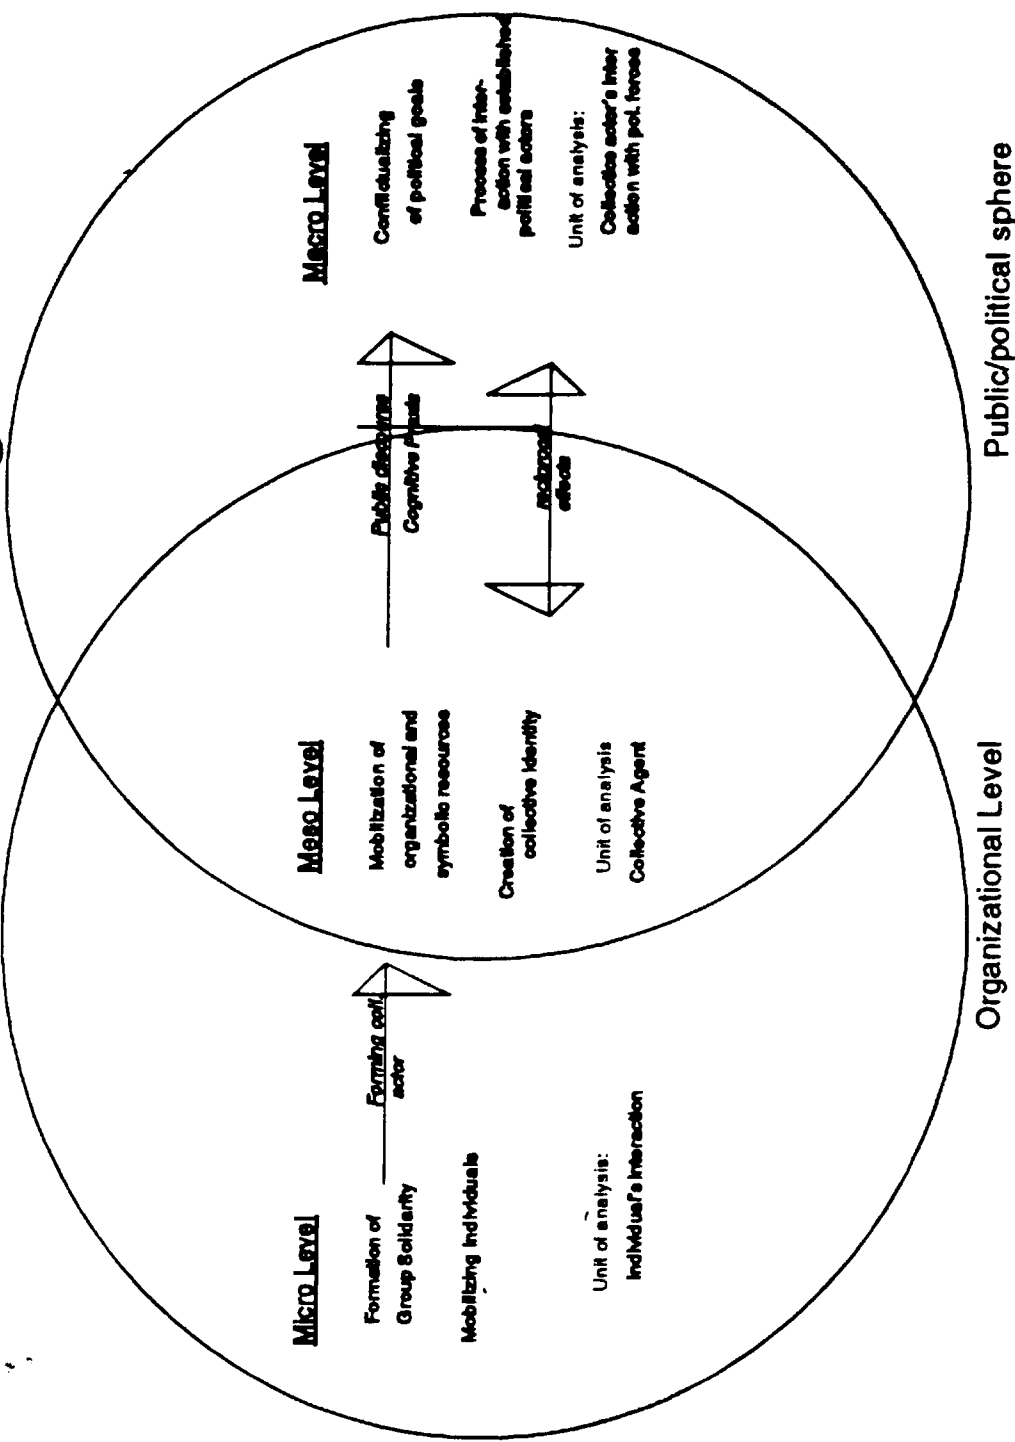 Micro Level
Formation of
Group Solidarity
Mobilizing Individuals
Unit of analysis:
Individual's Interaction
Forming coll.
actor
Meso Level
Mobilization of
organizational and
symbolic resources
Creation of
collective identity
Unit of analysis
Collective Agent
Public discourse
Cognitive Praxis
reciprocal
effects
Macro Level
Conflictualizing
of political goals
Process of inter-
action with established
political actors
Unit of analysis:
Collective actor's inter
action with pol. forces
Organizational Level
Public/political sphere